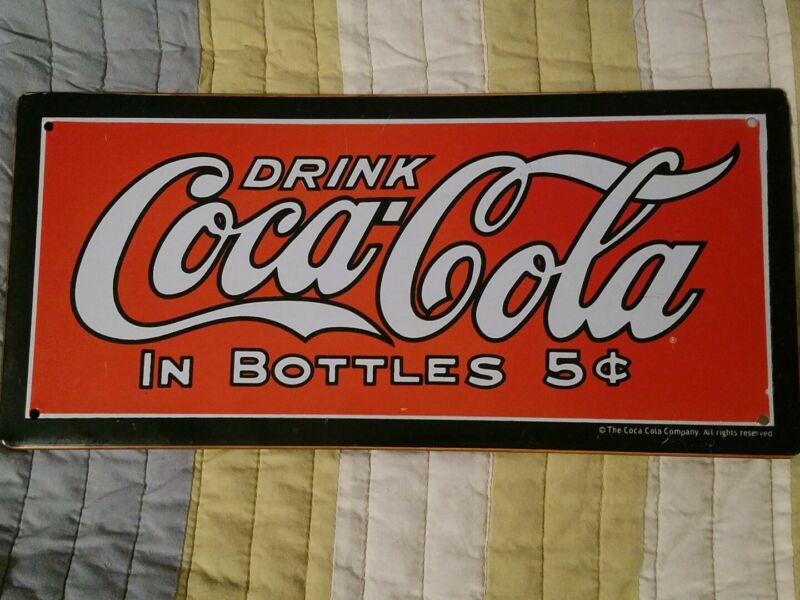 DRINK
Coca-Cola
IN BOTTLES 5¢
®
© The Coca Cola Company. All rights reserved